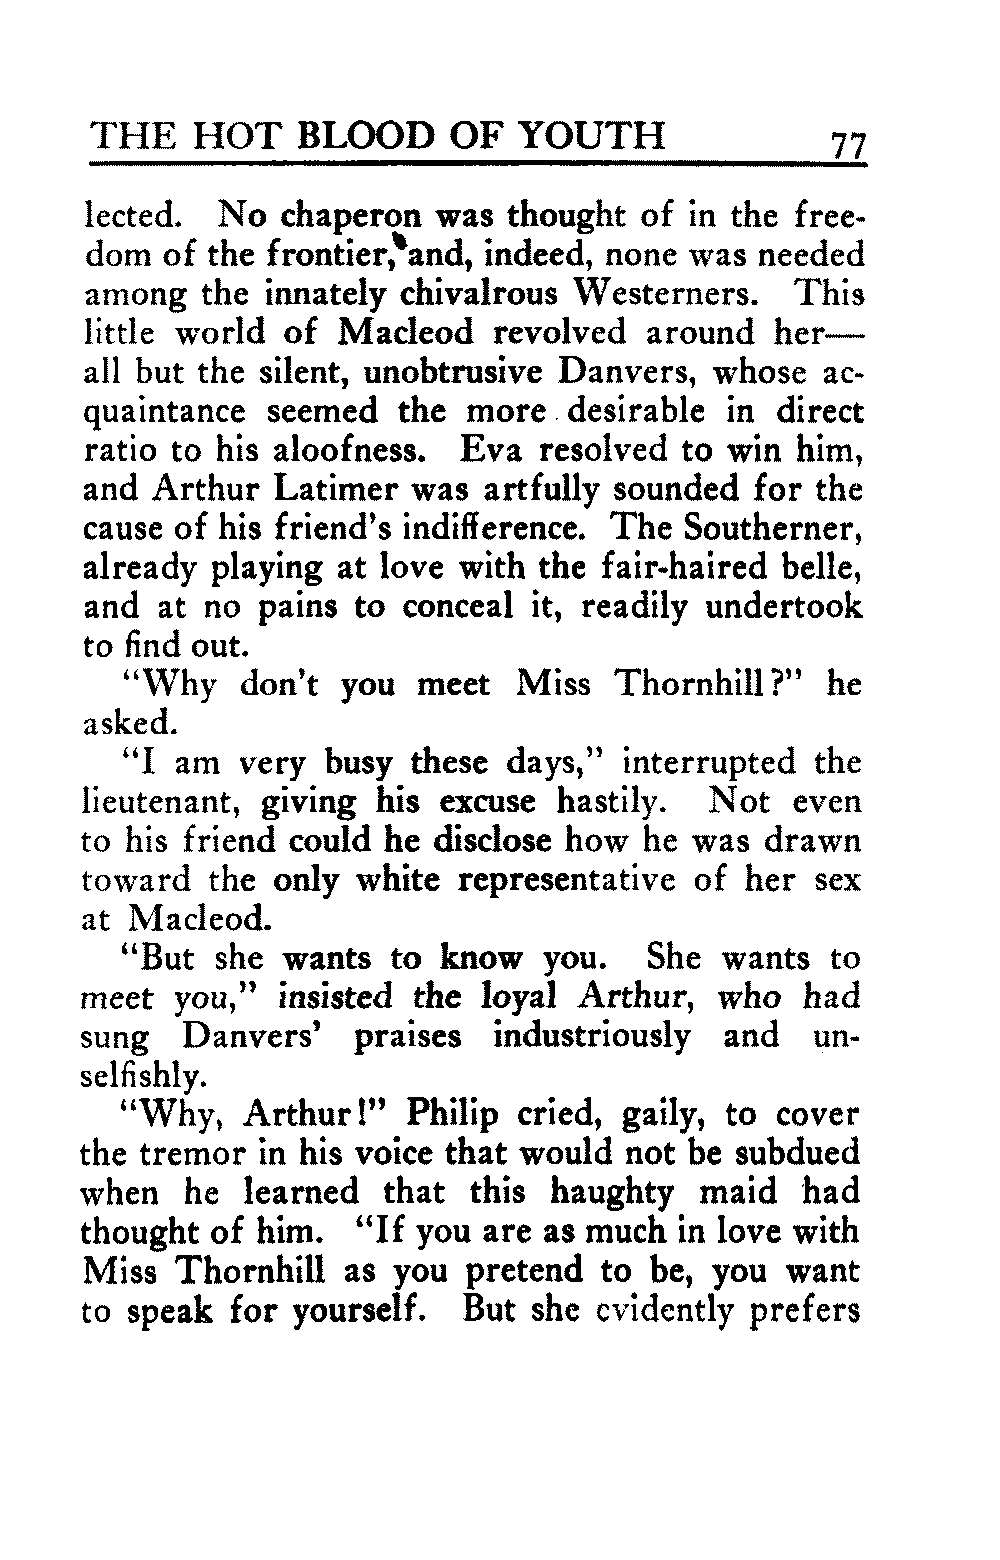 THE HOT BLOOD OF YOUTH 77
lected. No chaperon was thought of in the free-
dom of the frontier, and, indeed, none was needed
among the innately chivalrous Westerners. This
little world of Macleod revolved around her—
all but the silent, unobtrusive Danvers, whose ac-
quaintance seemed the more desirable in direct
ratio to his aloofness. Eva resolved to win him,
and Arthur Latimer was artfully sounded for the
cause of his friend's indifference. The Southerner,
already playing at love with the fair-haired belle,
and at no pains to conceal it, readily undertook
to find out.
"Why don't you meet Miss Thornhill?" he
asked.
"I am very busy these days," interrupted the
lieutenant, giving his excuse hastily. Not even
to his friend could he disclose how he was drawn
toward the only white representative of her sex
at Macleod.
"But she wants to know you. She wants to
meet you," insisted the loyal Arthur, who had
sung Danvers' praises industriously and un-
selfishly.
"Why, Arthur!" Philip cried, gaily, to cover
the tremor in his voice that would not be subdued
when he learned that this haughty maid had
thought of him. "If you are as much in love with
Miss Thornhill as you pretend to be, you want
to speak for yourself. But she evidently prefers